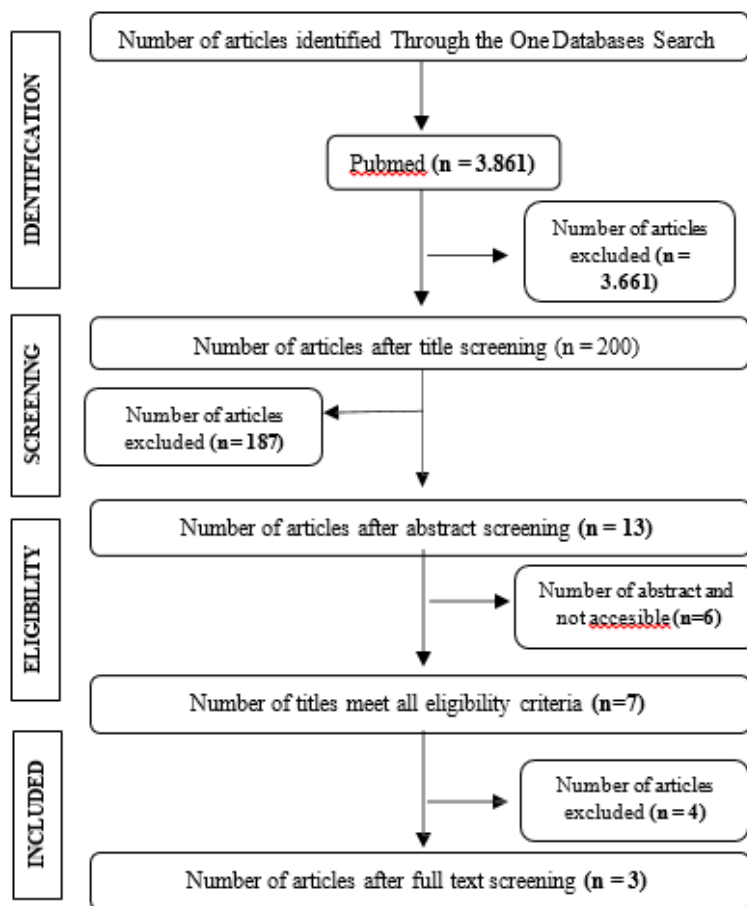 IDENTIFICATION
Number of articles identified Through the One Databases Search
Pubmed (n = 3.861)
Number of articles
excluded (n =
3.661)
SCREENING
Number of articles after title screening (n = 200)
Number of articles
excluded (n = 187)
ELIGIBILITY
Number of articles after abstract screening (n = 13)
Number of abstract and
not accesible (n=6)
Number of titles meet all eligibility criteria (n=7)
INCLUDED
Number of articles
excluded (n = 4)
Number of articles after full text screening (n = 3)